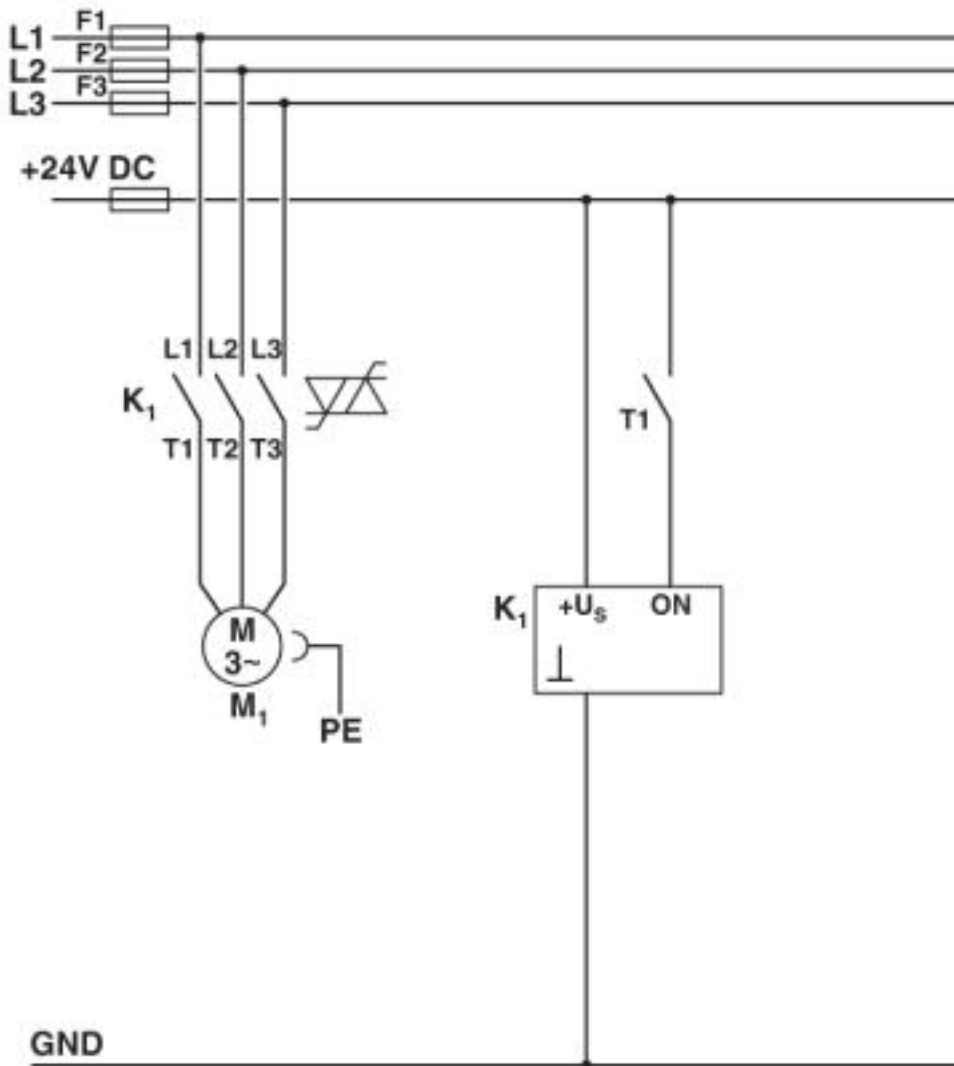 L1 F1
L2 F2
L3 F3
+24V DC
L1 L2 L3
K₁
T1 T2 T3
T1
M
3~
M₁
PE
K₁ +Uₛ ON
GND